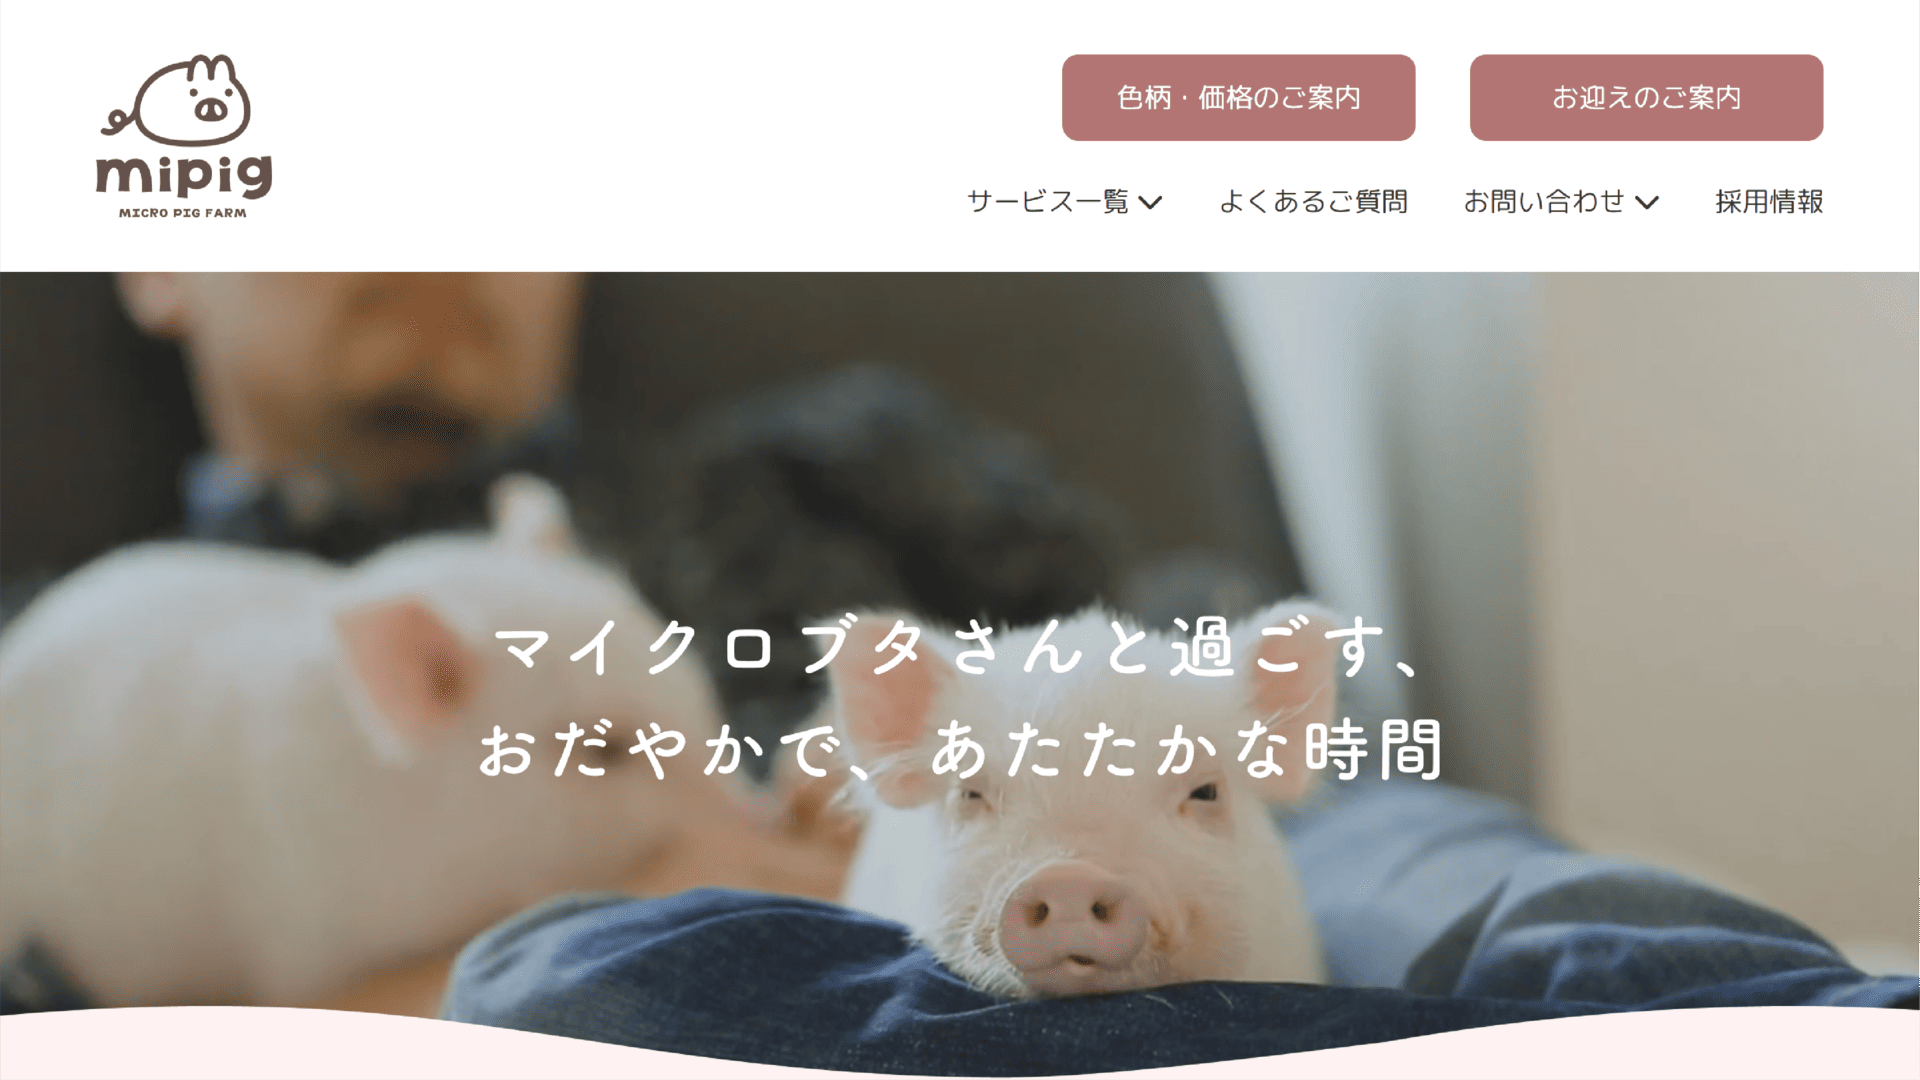 mipig
MICRO PIG FARM
色柄・価格のご案内
お迎えのご案内
サービス一覧
よくあるご質問
お問い合わせ
採用情報
マイクロブタさんと過ごす、
おだやかで、あたたかな時間